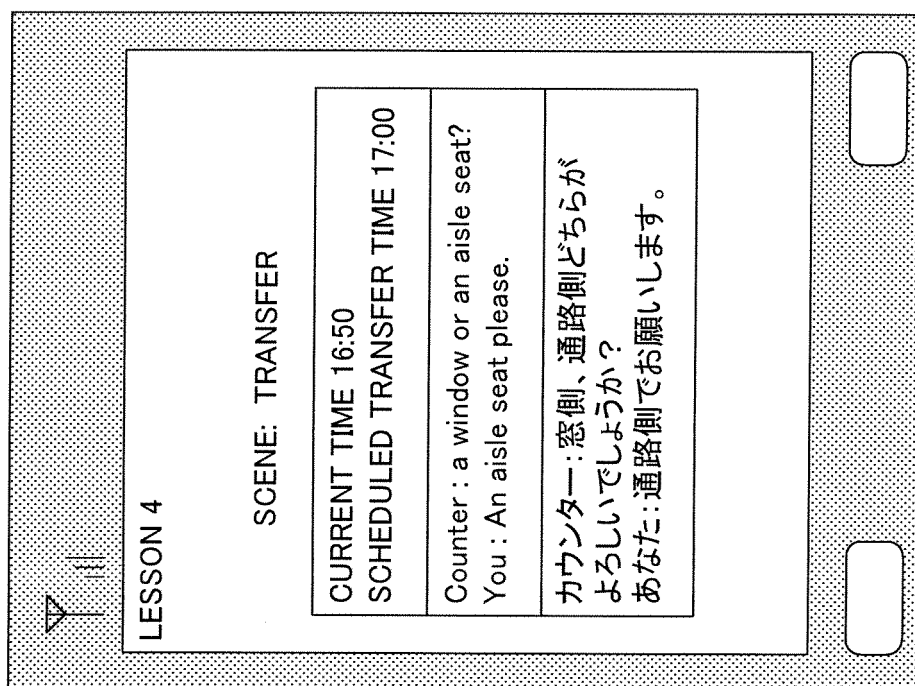 LESSON 4
SCENE: TRANSFER
CURRENT TIME 16:50
SCHEDULED TRANSFER TIME 17:00
Counter : a window or an aisle seat?
You : An aisle seat please.
カウンター:窓側、通路側どちらが
よろしいでしょうか?
あなた:通路側でお願いします。